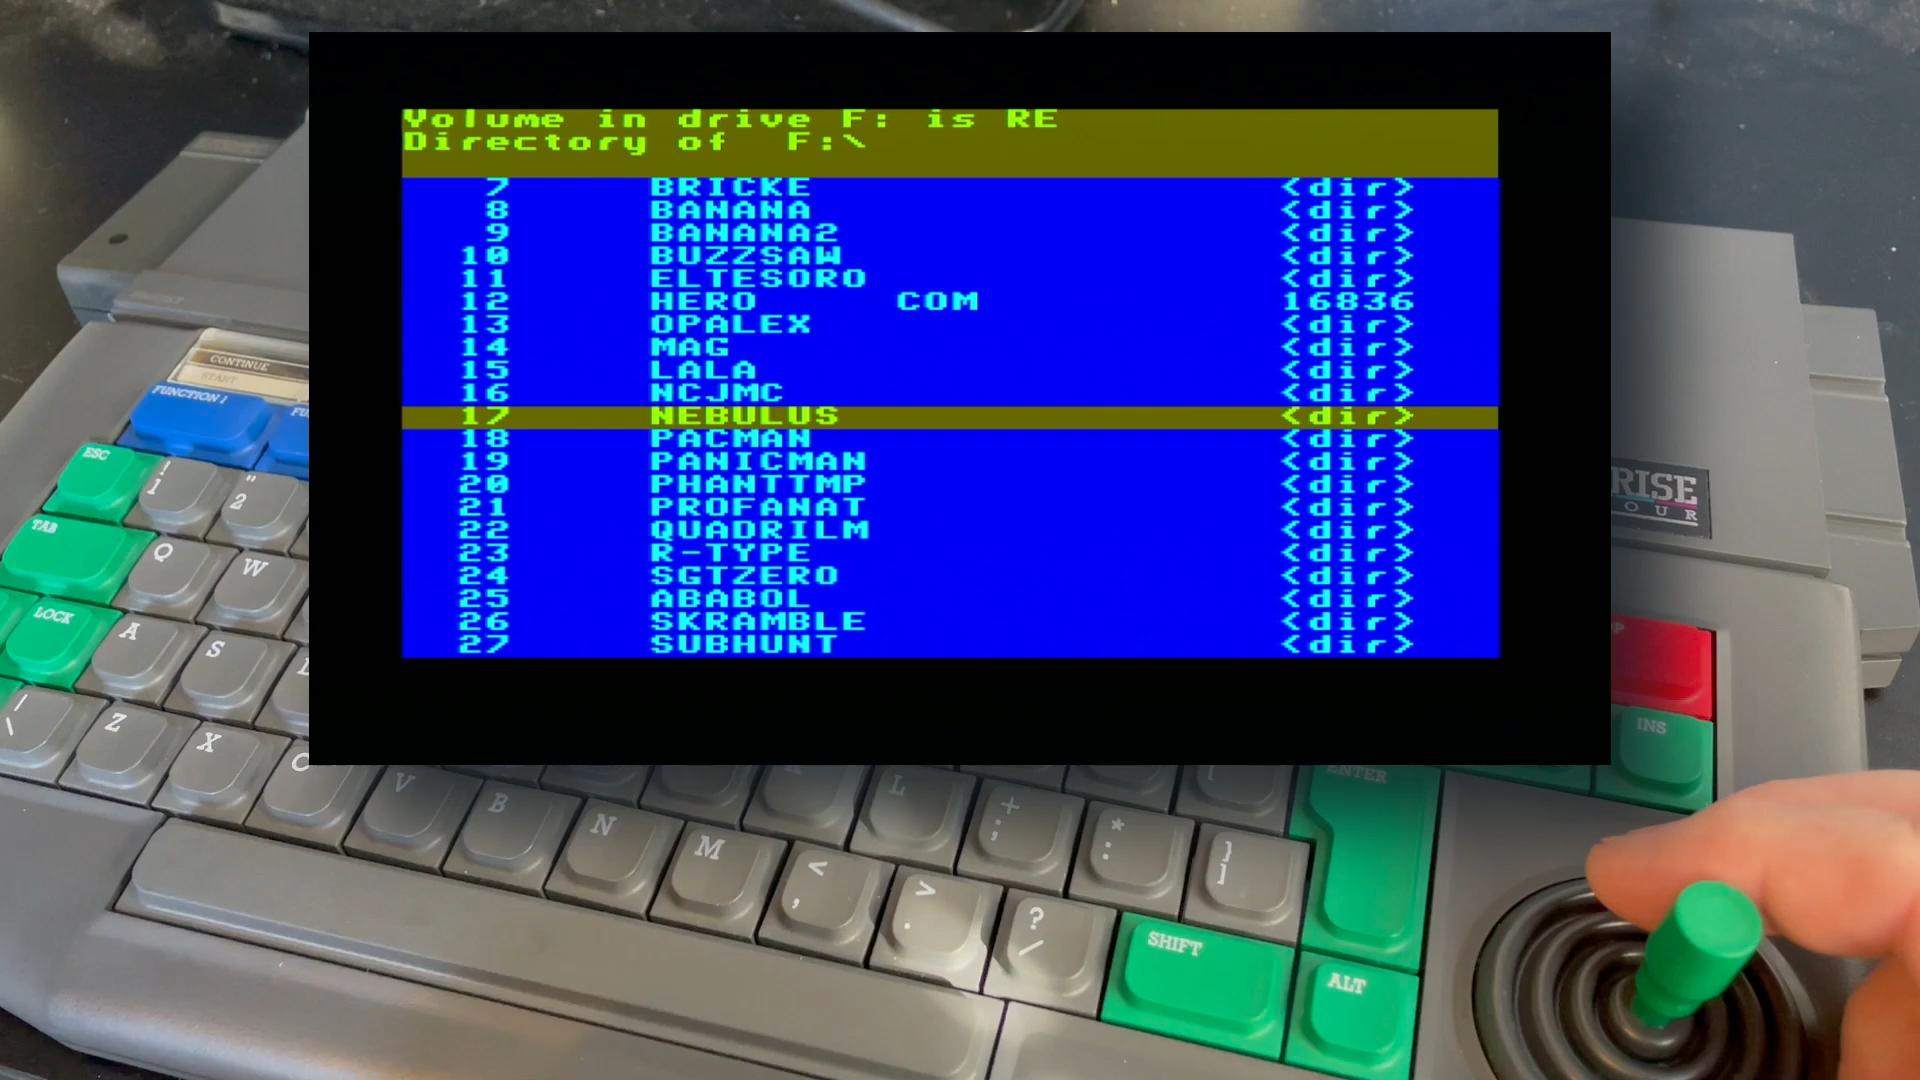 Volume in drive F: is RE
Directory of F:\
7 BRICKE <dir>
8 BANANA <dir>
9 BANANA2 <dir>
10 BUZZSAW <dir>
11 ELTESORO <dir>
12 HERO COM 16836
13 OPALEX <dir>
14 MAG <dir>
15 LALA <dir>
16 NCJMC <dir>
17 NEBULUS <dir>
18 PACMAN <dir>
19 PANICMAN <dir>
20 PHANTTMP <dir>
21 PROFANAT <dir>
22 QUADRILM <dir>
23 R-TYPE <dir>
24 SGTZERO <dir>
25 ABABOL <dir>
26 SKRAMBLE <dir>
27 SUBHUNT <dir>
CONTINUE
START
FUNCTION 1
FU
ESC
! 1
" 2
RISE
OUR
TAB
Q
W
LOCK
A
S
P
| \
Z
X
C
INS
V
B
N
M
L
+ ;
* :
} ]
ENTER
< ,
> .
? /
SHIFT
ALT